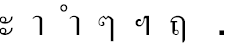 ะ า ำ ๆ ฯ ฤ .